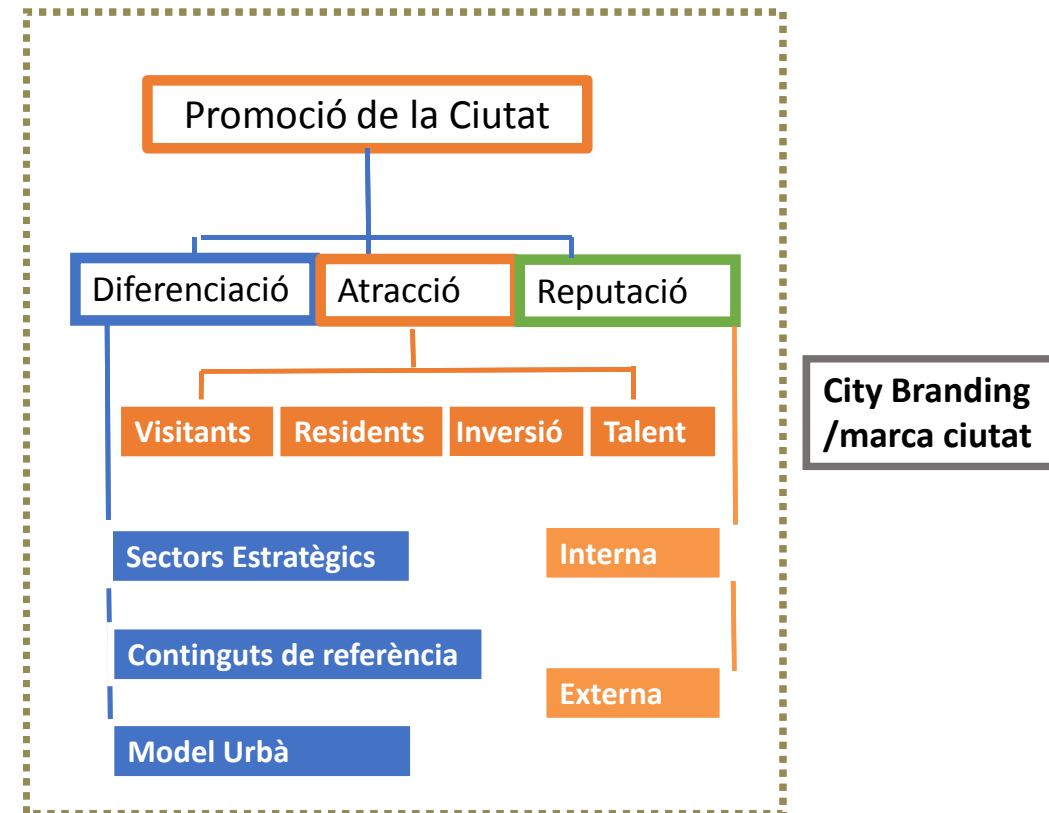 Promoció de la Ciutat
Diferenciació
Atracció
Reputació
Visitants
Residents
Inversió
Talent
Sectors Estratègics
Continguts de referència
Model Urbà
Interna
Externa
City Branding
/marca ciutat